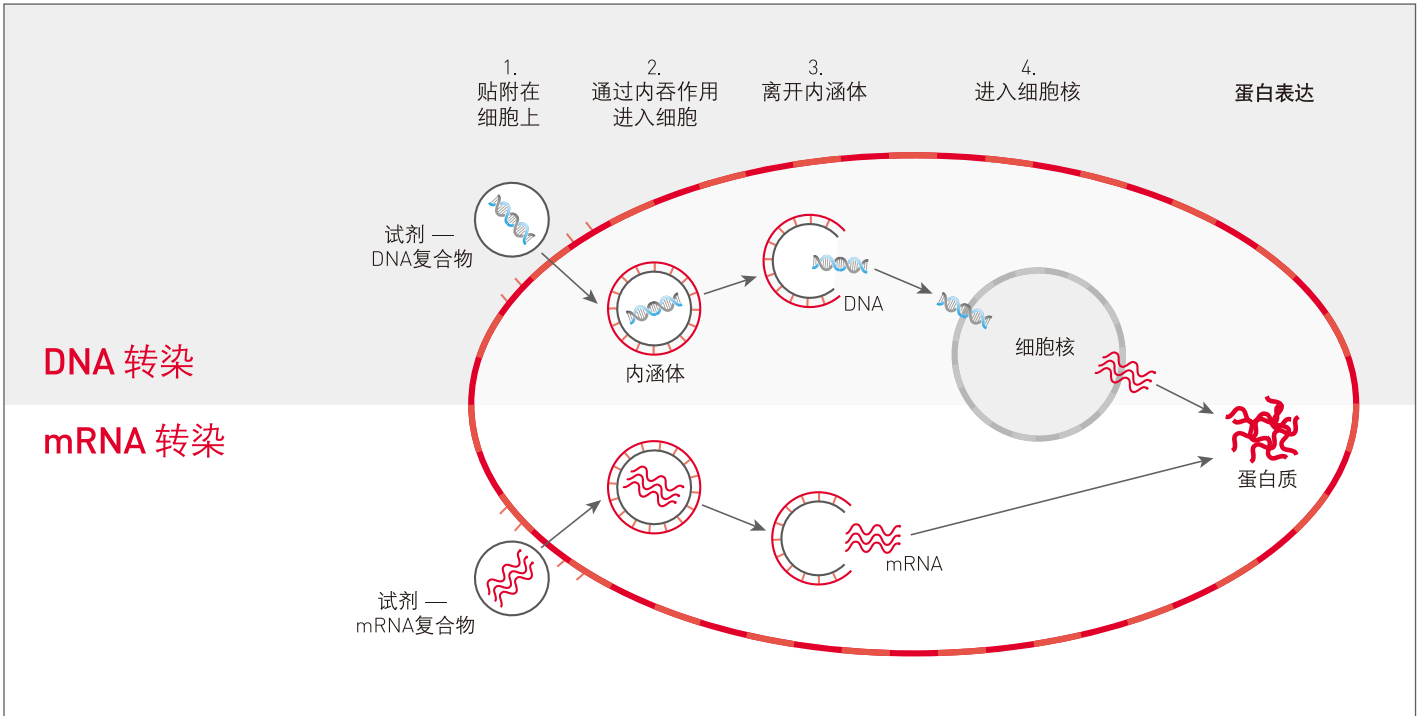 1.
贴附在
细胞上
2.
通过内吞作用
进入细胞
3.
离开内涵体
4.
进入细胞核
蛋白表达
试剂 —
DNA复合物
DNA
内涵体
细胞核
DNA 转染
mRNA 转染
蛋白质
mRNA
试剂 —
mRNA复合物